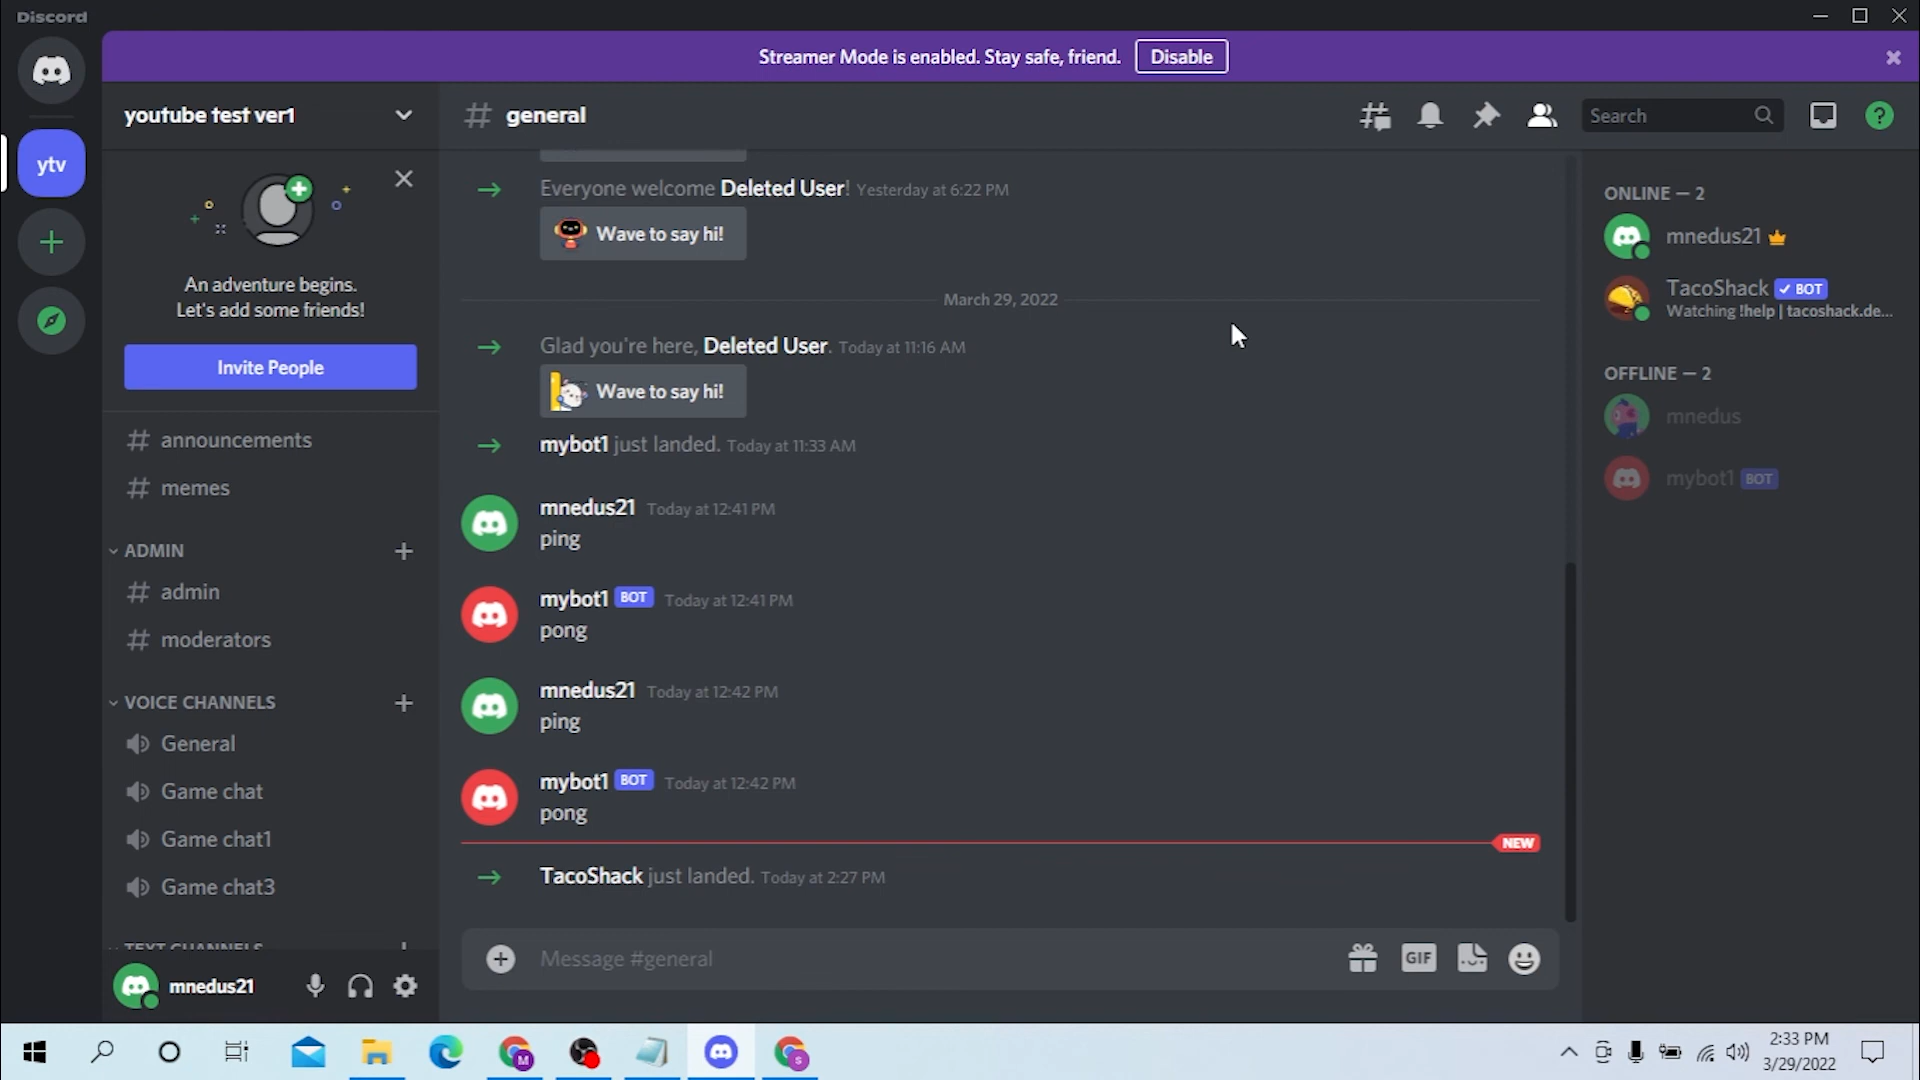 Discord
Streamer Mode is enabled. Stay safe, friend.
Disable
ytv
youtube test ver1
An adventure begins.
Let's add some friends!
Invite People
announcements
memes
ADMIN
admin
moderators
VOICE CHANNELS
General
Game chat
Game chat1
Game chat3
TEXT CHANNELS
mnedus21
general
Search
Everyone welcome Deleted User! Yesterday at 6:22 PM
Wave to say hi!
March 29, 2022
Glad you're here, Deleted User. Today at 11:16 AM
Wave to say hi!
mybot1 just landed. Today at 11:33 AM
mnedus21 Today at 12:41 PM
ping
mybot1 BOT Today at 12:41 PM
pong
mnedus21 Today at 12:42 PM
ping
mybot1 BOT Today at 12:42 PM
pong
NEW
TacoShack just landed. Today at 2:27 PM
Message #general
GIF
ONLINE — 2
mnedus21
TacoShack BOT
Watching !help | tacoshack.de...
OFFLINE — 2
mnedus
mybot1 BOT
M
S
2:33 PM
3/29/2022